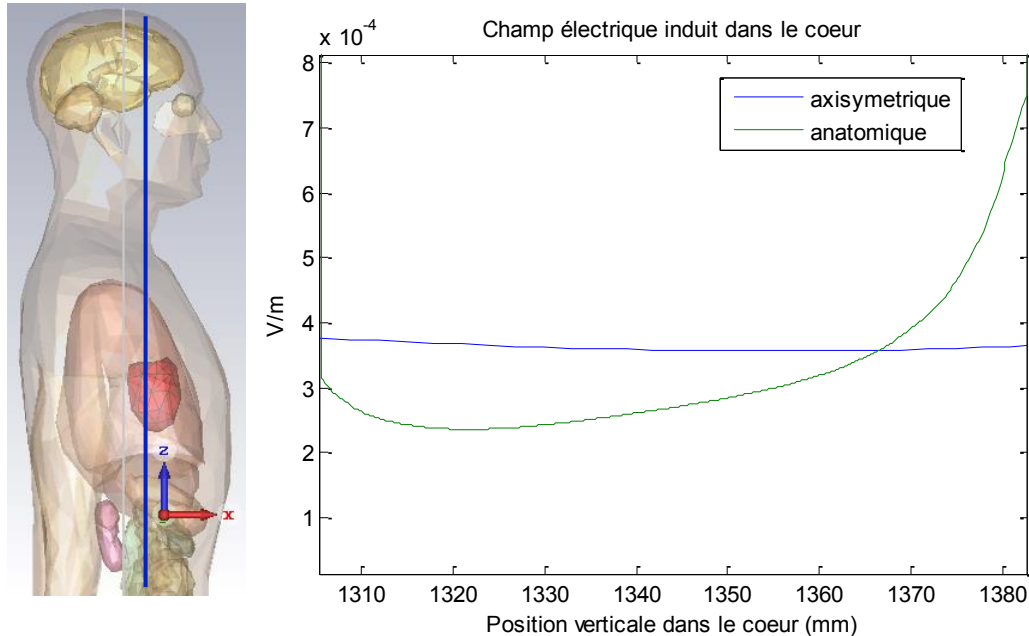 x 10⁻⁴
Champ électrique induit dans le coeur
axisymetrique
anatomique
8
7
6
5
4
3
2
1
V/m
1310 1320 1330 1340 1350 1360 1370 1380
Position verticale dans le coeur (mm)
z
x